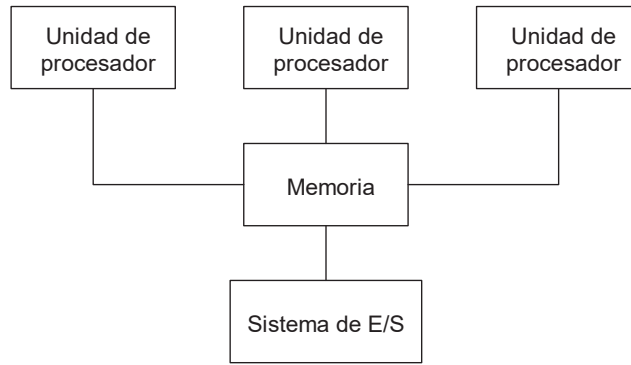 Unidad de
procesador
Unidad de
procesador
Unidad de
procesador
Memoria
Sistema de E/S